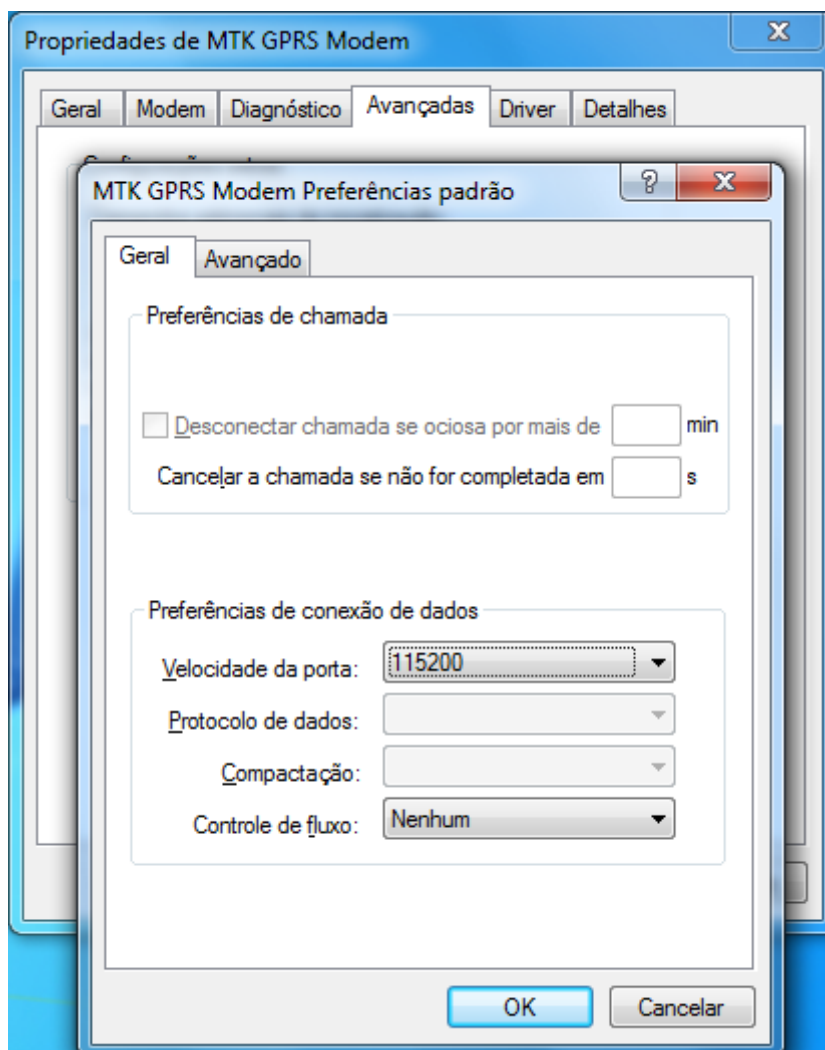 Propriedades de MTK GPRS Modem
Geral Modem Diagnóstico Avançadas Driver Detalhes
MTK GPRS Modem Preferências padrão
Geral Avançado
Preferências de chamada
Desconectar chamada se ociosa por mais de min
Cancelar a chamada se não for completada em s
Preferências de conexão de dados
Velocidade da porta: 115200
Protocolo de dados:
Compactação:
Controle de fluxo: Nenhum
OK Cancelar